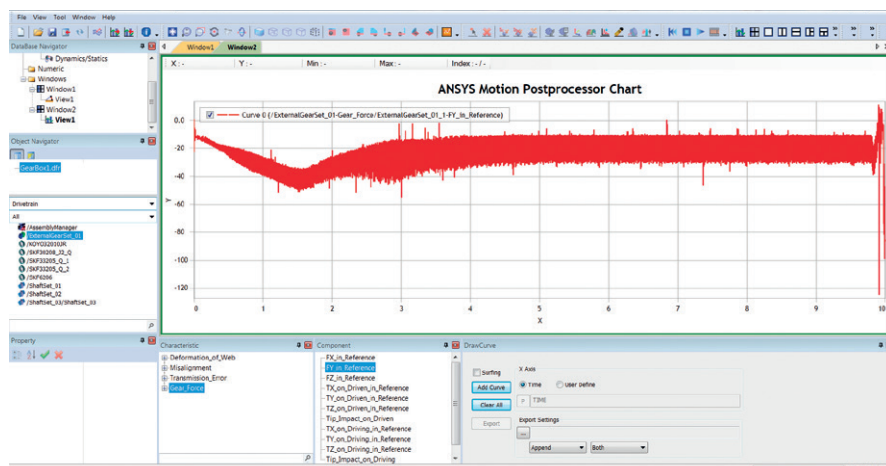 File View Tool Window Help
DataBase Navigator
Window1 Window2
Dynamics/Statics
Numeric
Windows
Window1
View1
Window2
View1
X : - Y : - Min : - Max : - Index : - / -
ANSYS Motion Postprocessor Chart
Curve 0 (/ExternalGearSet_01-Gear_Force/ExternalGearSet_01_1-FY_in_Reference)
0.0
-20
-40
-60
-80
-100
-120
Y
0 1 2 3 4 5 6 7 8 9 10
X
Object Navigator
GearBox1.dfr
Drivetrain
All
/AssemblyManager
/ExternalGearSet_01
/KOYO32010JR
/SKF30208_J2_Q
/SKF33205_Q_1
/SKF33205_Q_2
/SKF6206
/ShaftSet_01
/ShaftSet_02
/ShaftSet_03/ShaftSet_03
Property
Characteristic
Deformation_of_Web
Misalignment
Transmission_Error
Gear_Force
Component
FX_in_Reference
FY_in_Reference
FZ_in_Reference
TX_on_Driven_in_Reference
TY_on_Driven_in_Reference
TZ_on_Driven_in_Reference
Tip_Impact_on_Driven
TX_on_Driving_in_Reference
TY_on_Driving_in_Reference
TZ_on_Driving_in_Reference
Tip_Impact_on_Driving
DrawCurve
Surfing
Add Curve
Clear All
Export
X Axis
Time User Define
P TIME
Export Settings
...
Append Both